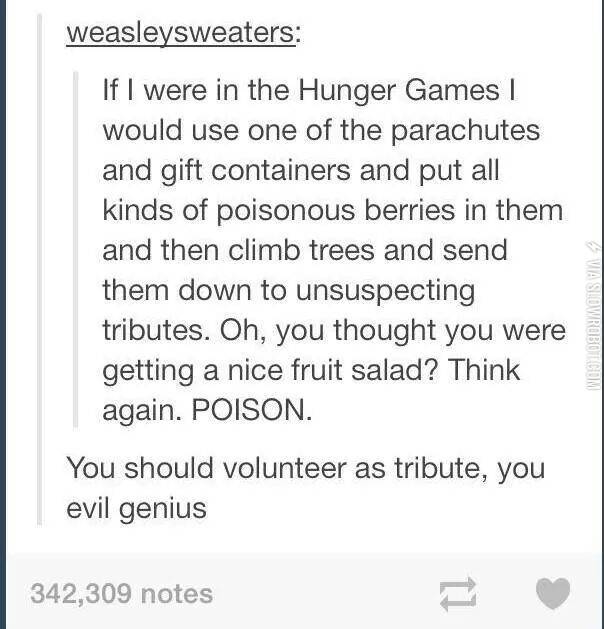 weasleysweaters:
If I were in the Hunger Games I
would use one of the parachutes
and gift containers and put all
kinds of poisonous berries in them
and then climb trees and send
them down to unsuspecting
tributes. Oh, you thought you were
getting a nice fruit salad? Think
again. POISON.
You should volunteer as tribute, you
evil genius
342,309 notes
VIA SLOWROBOT.COM